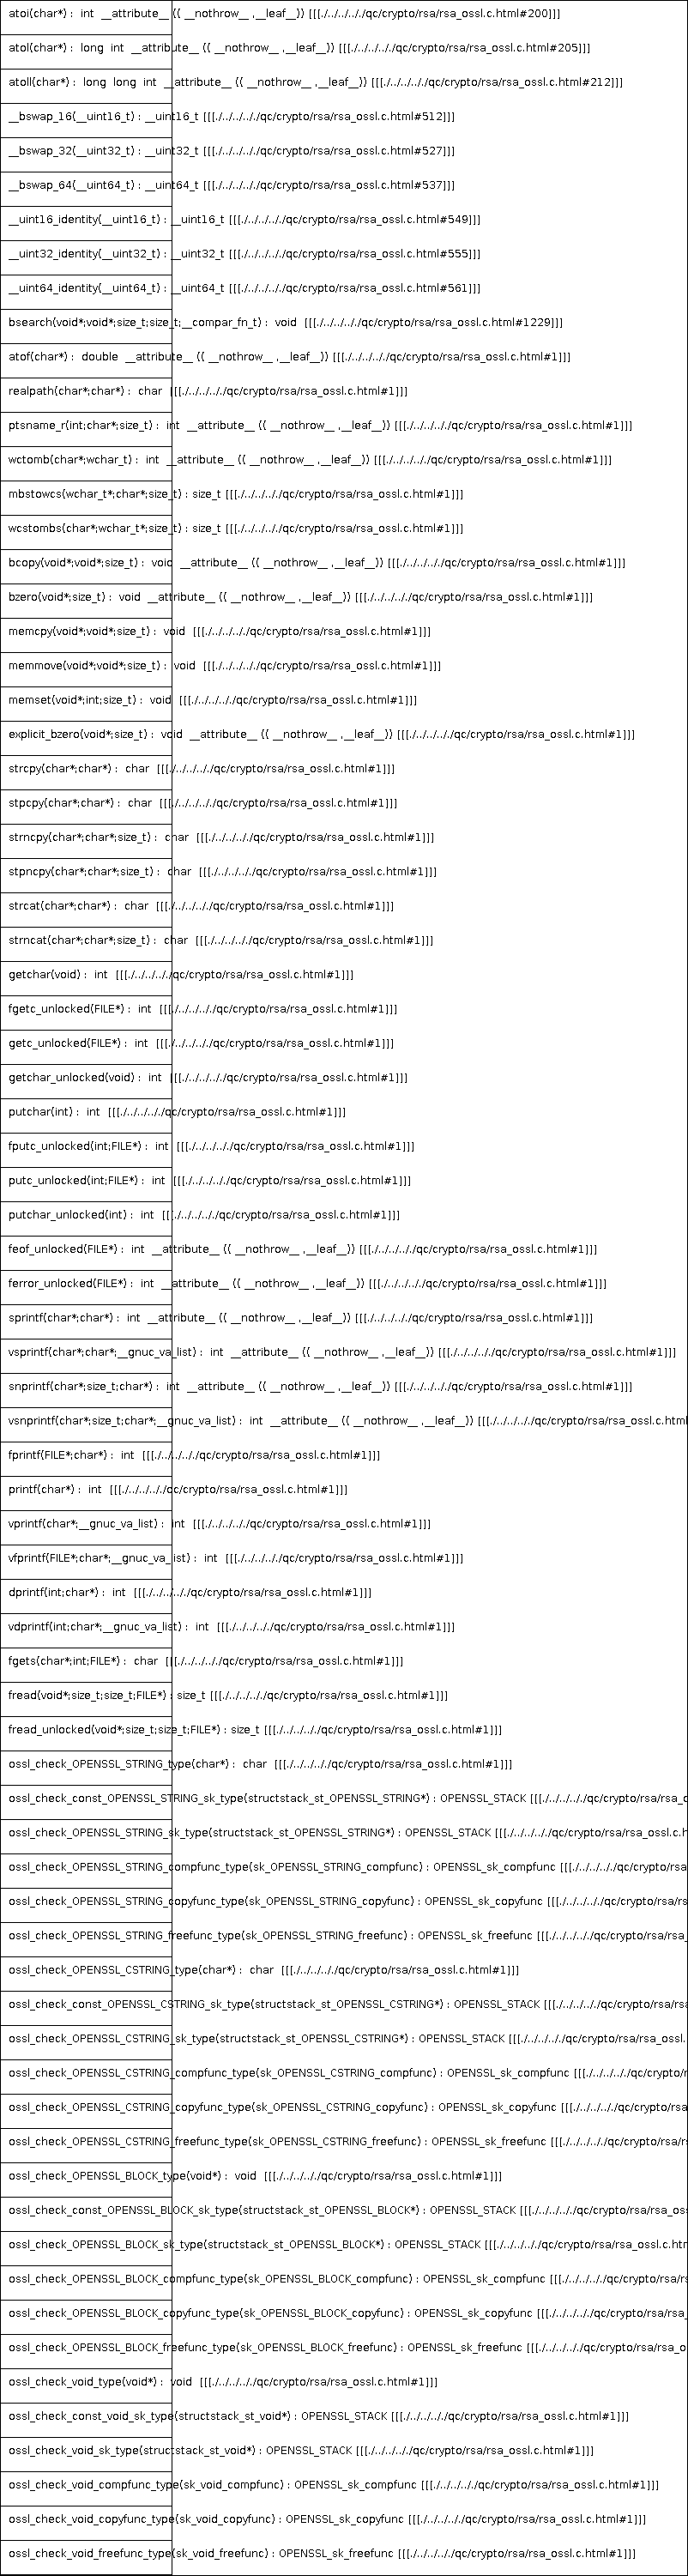 atoi(char*) : int __attribute__ (( __nothrow__ ,__leaf__)) [[[./../../../qc/crypto/rsa/rsa_ossl.c.html#200]]]
atol(char*) : long int __attribute__ (( __nothrow__ ,__leaf__)) [[[./../../../qc/crypto/rsa/rsa_ossl.c.html#205]]]
atoll(char*) : long long int __attribute__ (( __nothrow__ ,__leaf__)) [[[./../../../qc/crypto/rsa/rsa_ossl.c.html#212]]]
__bswap_16(__uint16_t) : __uint16_t [[[./../../../qc/crypto/rsa/rsa_ossl.c.html#512]]]
__bswap_32(__uint32_t) : __uint32_t [[[./../../../qc/crypto/rsa/rsa_ossl.c.html#527]]]
__bswap_64(__uint64_t) : __uint64_t [[[./../../../qc/crypto/rsa/rsa_ossl.c.html#537]]]
__uint16_identity(__uint16_t) : __uint16_t [[[./../../../qc/crypto/rsa/rsa_ossl.c.html#549]]]
__uint32_identity(__uint32_t) : __uint32_t [[[./../../../qc/crypto/rsa/rsa_ossl.c.html#555]]]
__uint64_identity(__uint64_t) : __uint64_t [[[./../../../qc/crypto/rsa/rsa_ossl.c.html#561]]]
bsearch(void*;void*;size_t;size_t;__compar_fn_t) : void [[[./../../../qc/crypto/rsa/rsa_ossl.c.html#1229]]]
atof(char*) : double __attribute__ (( __nothrow__ ,__leaf__)) [[[./../../../qc/crypto/rsa/rsa_ossl.c.html#1]]]
realpath(char*;char*) : char [[[./../../../qc/crypto/rsa/rsa_ossl.c.html#1]]]
ptsname_r(int;char*;size_t) : int __attribute__ (( __nothrow__ ,__leaf__)) [[[./../../../qc/crypto/rsa/rsa_ossl.c.html#1]]]
wctomb(char*;wchar_t) : int __attribute__ (( __nothrow__ ,__leaf__)) [[[./../../../qc/crypto/rsa/rsa_ossl.c.html#1]]]
mbstowcs(wchar_t*;char*;size_t) : size_t [[[./../../../qc/crypto/rsa/rsa_ossl.c.html#1]]]
wcstombs(char*;wchar_t*;size_t) : size_t [[[./../../../qc/crypto/rsa/rsa_ossl.c.html#1]]]
bcopy(void*;void*;size_t) : void __attribute__ (( __nothrow__ ,__leaf__)) [[[./../../../qc/crypto/rsa/rsa_ossl.c.html#1]]]
bzero(void*;size_t) : void __attribute__ (( __nothrow__ ,__leaf__)) [[[./../../../qc/crypto/rsa/rsa_ossl.c.html#1]]]
memcpy(void*;void*;size_t) : void [[[./../../../qc/crypto/rsa/rsa_ossl.c.html#1]]]
memmove(void*;void*;size_t) : void [[[./../../../qc/crypto/rsa/rsa_ossl.c.html#1]]]
memset(void*;int;size_t) : void [[[./../../../qc/crypto/rsa/rsa_ossl.c.html#1]]]
explicit_bzero(void*;size_t) : void __attribute__ (( __nothrow__ ,__leaf__)) [[[./../../../qc/crypto/rsa/rsa_ossl.c.html#1]]]
strcpy(char*;char*) : char [[[./../../../qc/crypto/rsa/rsa_ossl.c.html#1]]]
stpcpy(char*;char*) : char [[[./../../../qc/crypto/rsa/rsa_ossl.c.html#1]]]
strncpy(char*;char*;size_t) : char [[[./../../../qc/crypto/rsa/rsa_ossl.c.html#1]]]
stpncpy(char*;char*;size_t) : char [[[./../../../qc/crypto/rsa/rsa_ossl.c.html#1]]]
strcat(char*;char*) : char [[[./../../../qc/crypto/rsa/rsa_ossl.c.html#1]]]
strncat(char*;char*;size_t) : char [[[./../../../qc/crypto/rsa/rsa_ossl.c.html#1]]]
getchar(void) : int [[[./../../../qc/crypto/rsa/rsa_ossl.c.html#1]]]
fgetc_unlocked(FILE*) : int [[[./../../../qc/crypto/rsa/rsa_ossl.c.html#1]]]
getc_unlocked(FILE*) : int [[[./../../../qc/crypto/rsa/rsa_ossl.c.html#1]]]
getchar_unlocked(void) : int [[[./../../../qc/crypto/rsa/rsa_ossl.c.html#1]]]
putchar(int) : int [[[./../../../qc/crypto/rsa/rsa_ossl.c.html#1]]]
fputc_unlocked(int;FILE*) : int [[[./../../../qc/crypto/rsa/rsa_ossl.c.html#1]]]
putc_unlocked(int;FILE*) : int [[[./../../../qc/crypto/rsa/rsa_ossl.c.html#1]]]
putchar_unlocked(int) : int [[[./../../../qc/crypto/rsa/rsa_ossl.c.html#1]]]
feof_unlocked(FILE*) : int __attribute__ (( __nothrow__ ,__leaf__)) [[[./../../../qc/crypto/rsa/rsa_ossl.c.html#1]]]
ferror_unlocked(FILE*) : int __attribute__ (( __nothrow__ ,__leaf__)) [[[./../../../qc/crypto/rsa/rsa_ossl.c.html#1]]]
sprintf(char*;char*) : int __attribute__ (( __nothrow__ ,__leaf__)) [[[./../../../qc/crypto/rsa/rsa_ossl.c.html#1]]]
vsprintf(char*;char*;__gnuc_va_list) : int __attribute__ (( __nothrow__ ,__leaf__)) [[[./../../../qc/crypto/rsa/rsa_ossl.c.html#1]]]
snprintf(char*;size_t;char*) : int __attribute__ (( __nothrow__ ,__leaf__)) [[[./../../../qc/crypto/rsa/rsa_ossl.c.html#1]]]
vsnprintf(char*;size_t;char*;__gnuc_va_list) : int __attribute__ (( __nothrow__ ,__leaf__)) [[[./../../../qc/crypto/rsa/rsa_ossl.c.html
fprintf(FILE*;char*) : int [[[./../../../qc/crypto/rsa/rsa_ossl.c.html#1]]]
printf(char*) : int [[[./../../../qc/crypto/rsa/rsa_ossl.c.html#1]]]
vprintf(char*;__gnuc_va_list) : int [[[./../../../qc/crypto/rsa/rsa_ossl.c.html#1]]]
vfprintf(FILE*;char*;__gnuc_va_list) : int [[[./../../../qc/crypto/rsa/rsa_ossl.c.html#1]]]
dprintf(int;char*) : int [[[./../../../qc/crypto/rsa/rsa_ossl.c.html#1]]]
vdprintf(int;char*;__gnuc_va_list) : int [[[./../../../qc/crypto/rsa/rsa_ossl.c.html#1]]]
fgets(char*;int;FILE*) : char [[[./../../../qc/crypto/rsa/rsa_ossl.c.html#1]]]
fread(void*;size_t;size_t;FILE*) : size_t [[[./../../../qc/crypto/rsa/rsa_ossl.c.html#1]]]
fread_unlocked(void*;size_t;size_t;FILE*) : size_t [[[./../../../qc/crypto/rsa/rsa_ossl.c.html#1]]]
ossl_check_OPENSSL_STRING_type(char*) : char [[[./../../../qc/crypto/rsa/rsa_ossl.c.html#1]]]
ossl_check_const_OPENSSL_STRING_sk_type(structstack_st_OPENSSL_STRING*) : OPENSSL_STACK [[[./../../../qc/crypto/rsa/rsa_o
ossl_check_OPENSSL_STRING_sk_type(structstack_st_OPENSSL_STRING*) : OPENSSL_STACK [[[./../../../qc/crypto/rsa/rsa_ossl.c.h
ossl_check_OPENSSL_STRING_compfunc_type(sk_OPENSSL_STRING_compfunc) : OPENSSL_sk_compfunc [[[./../../../qc/crypto/rsa/rsa
ossl_check_OPENSSL_STRING_copyfunc_type(sk_OPENSSL_STRING_copyfunc) : OPENSSL_sk_copyfunc [[[./../../../qc/crypto/rsa/rs
ossl_check_OPENSSL_STRING_freefunc_type(sk_OPENSSL_STRING_freefunc) : OPENSSL_sk_freefunc [[[./../../../qc/crypto/rsa/rsa_
ossl_check_OPENSSL_CSTRING_type(char*) : char [[[./../../../qc/crypto/rsa/rsa_ossl.c.html#1]]]
ossl_check_const_OPENSSL_CSTRING_sk_type(structstack_st_OPENSSL_CSTRING*) : OPENSSL_STACK [[[./../../../qc/crypto/rsa/rsa
ossl_check_OPENSSL_CSTRING_sk_type(structstack_st_OPENSSL_CSTRING*) : OPENSSL_STACK [[[./../../../qc/crypto/rsa/rsa_ossl.
ossl_check_OPENSSL_CSTRING_compfunc_type(sk_OPENSSL_CSTRING_compfunc) : OPENSSL_sk_compfunc [[[./../../../qc/crypto/r
ossl_check_OPENSSL_CSTRING_copyfunc_type(sk_OPENSSL_CSTRING_copyfunc) : OPENSSL_sk_copyfunc [[[./../../../qc/crypto/rsa
ossl_check_OPENSSL_CSTRING_freefunc_type(sk_OPENSSL_CSTRING_freefunc) : OPENSSL_sk_freefunc [[[./../../../qc/crypto/rsa/rs
ossl_check_OPENSSL_BLOCK_type(void*) : void [[[./../../../qc/crypto/rsa/rsa_ossl.c.html#1]]]
ossl_check_const_OPENSSL_BLOCK_sk_type(structstack_st_OPENSSL_BLOCK*) : OPENSSL_STACK [[[./../../../qc/crypto/rsa/rsa_oss
ossl_check_OPENSSL_BLOCK_sk_type(structstack_st_OPENSSL_BLOCK*) : OPENSSL_STACK [[[./../../../qc/crypto/rsa/rsa_ossl.c.htm
ossl_check_OPENSSL_BLOCK_compfunc_type(sk_OPENSSL_BLOCK_compfunc) : OPENSSL_sk_compfunc [[[./../../../qc/crypto/rsa/rs
ossl_check_OPENSSL_BLOCK_copyfunc_type(sk_OPENSSL_BLOCK_copyfunc) : OPENSSL_sk_copyfunc [[[./../../../qc/crypto/rsa/rsa_
ossl_check_OPENSSL_BLOCK_freefunc_type(sk_OPENSSL_BLOCK_freefunc) : OPENSSL_sk_freefunc [[[./../../../qc/crypto/rsa/rsa_o
ossl_check_void_type(void*) : void [[[./../../../qc/crypto/rsa/rsa_ossl.c.html#1]]]
ossl_check_const_void_sk_type(structstack_st_void*) : OPENSSL_STACK [[[./../../../qc/crypto/rsa/rsa_ossl.c.html#1]]]
ossl_check_void_sk_type(structstack_st_void*) : OPENSSL_STACK [[[./../../../qc/crypto/rsa/rsa_ossl.c.html#1]]]
ossl_check_void_compfunc_type(sk_void_compfunc) : OPENSSL_sk_compfunc [[[./../../../qc/crypto/rsa/rsa_ossl.c.html#1]]]
ossl_check_void_copyfunc_type(sk_void_copyfunc) : OPENSSL_sk_copyfunc [[[./../../../qc/crypto/rsa/rsa_ossl.c.html#1]]]
ossl_check_void_freefunc_type(sk_void_freefunc) : OPENSSL_sk_freefunc [[[./../../../qc/crypto/rsa/rsa_ossl.c.html#1]]]